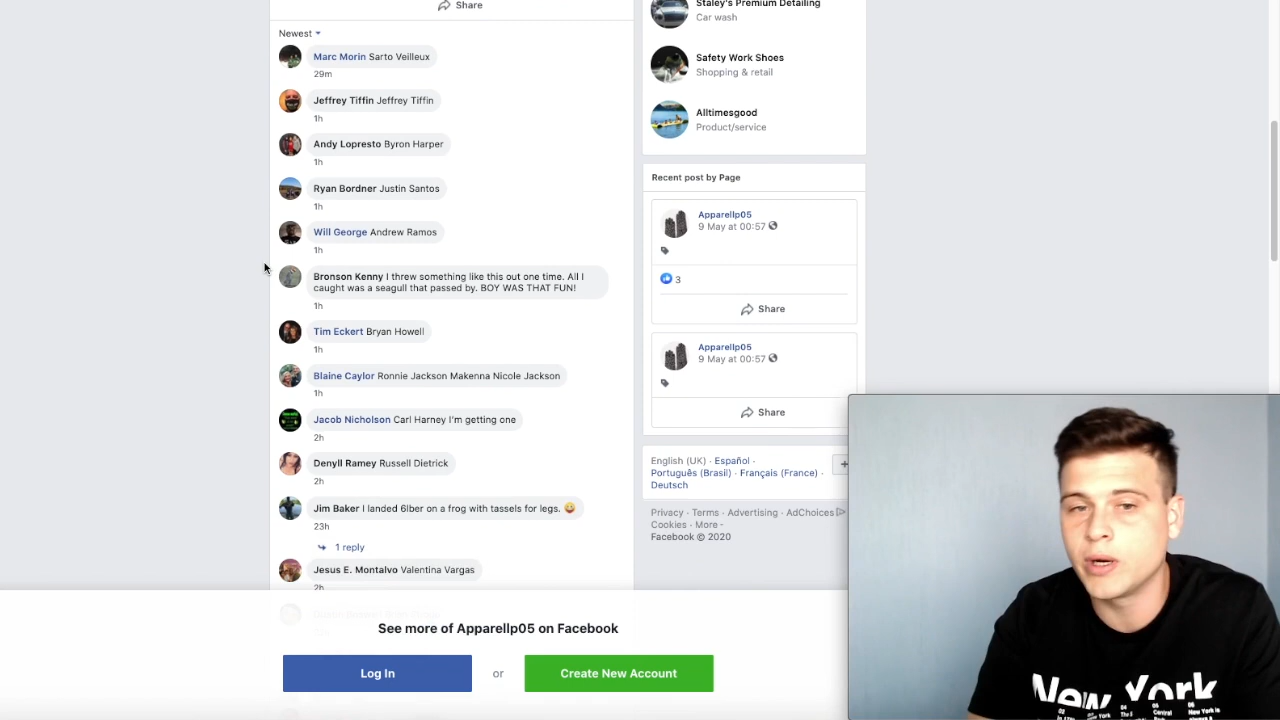 Share
Newest
Marc Morin Sarto Veilleux
29m
Jeffrey Tiffin Jeffrey Tiffin
1h
Andy Lopresto Byron Harper
1h
Ryan Bordner Justin Santos
1h
Will George Andrew Ramos
1h
Bronson Kenny I threw something like this out one time. All I
caught was a seagull that passed by. BOY WAS THAT FUN!
1h
Tim Eckert Bryan Howell
1h
Blaine Caylor Ronnie Jackson Makenna Nicole Jackson
1h
Jacob Nicholson Carl Harney I'm getting one
2h
Denyll Ramey Russell Dietrick
2h
Jim Baker I landed 6lber on a frog with tassels for legs.
23h
1 reply
Jesus E. Montalvo Valentina Vargas
2h
Staley's Premium Detailing
Car wash
Safety Work Shoes
Shopping & retail
Alltimesgood
Product/service
Recent post by Page
Apparellp05
9 May at 00:57
3
Share
Apparellp05
9 May at 00:57
Share
English (UK) · Español ·
Português (Brasil) · Français (France) ·
Deutsch
Privacy · Terms · Advertising · AdChoices
Cookies · More
Facebook © 2020
See more of Apparellp05 on Facebook
Log In
or
Create New Account
New York